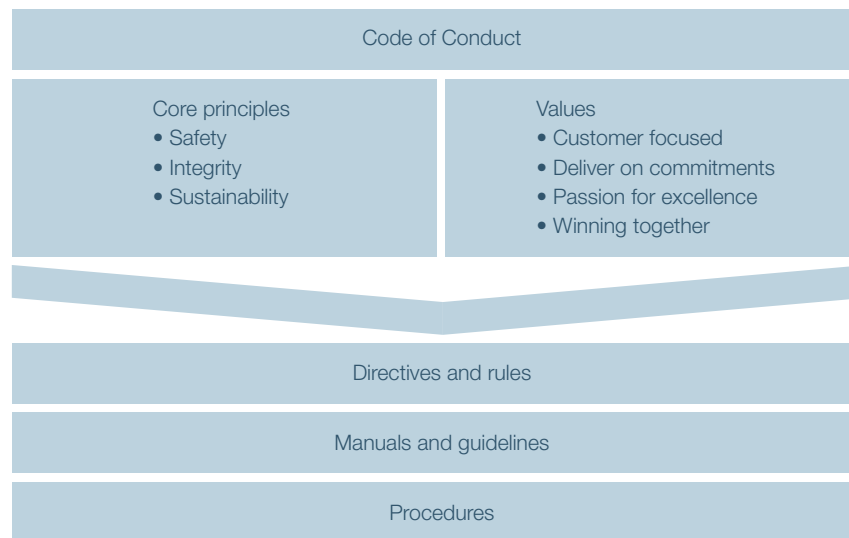 Code of Conduct
Core principles
• Safety
• Integrity
• Sustainability
Values
• Customer focused
• Deliver on commitments
• Passion for excellence
• Winning together
Directives and rules
Manuals and guidelines
Procedures